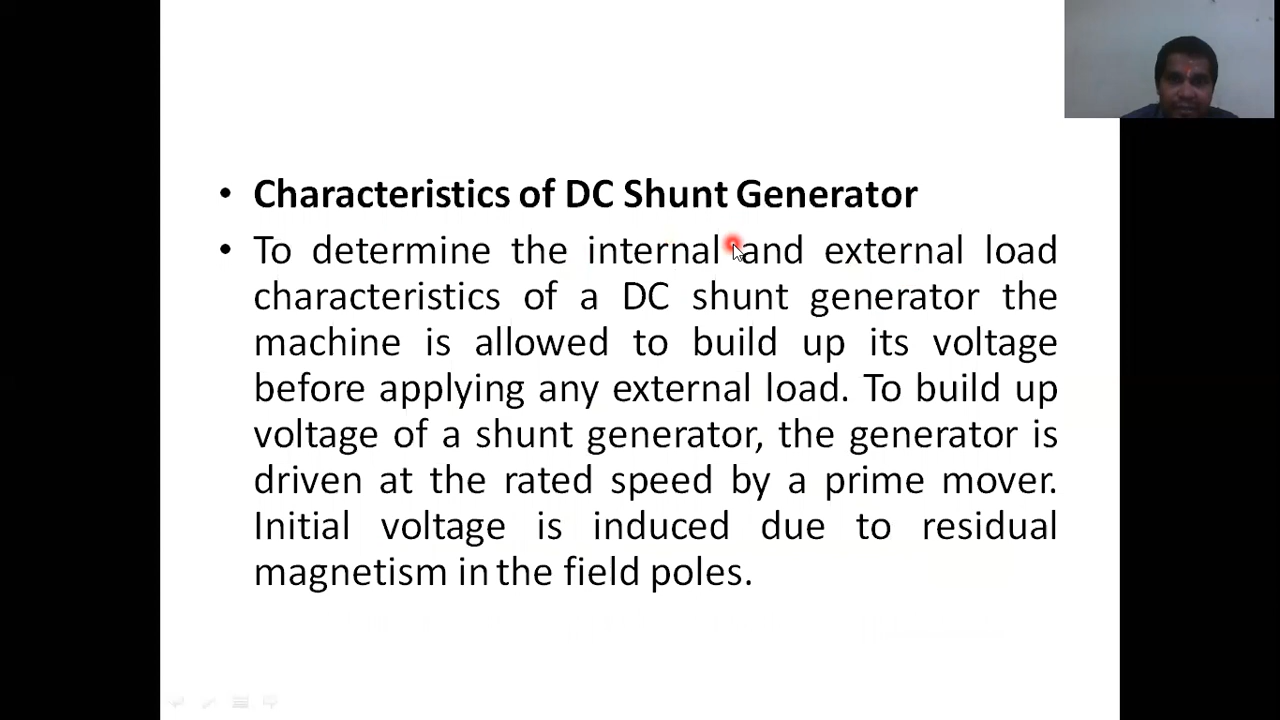 • Characteristics of DC Shunt Generator
• To determine the internal and external load
characteristics of a DC shunt generator the
machine is allowed to build up its voltage
before applying any external load. To build up
voltage of a shunt generator, the generator is
driven at the rated speed by a prime mover.
Initial voltage is induced due to residual
magnetism in the field poles.